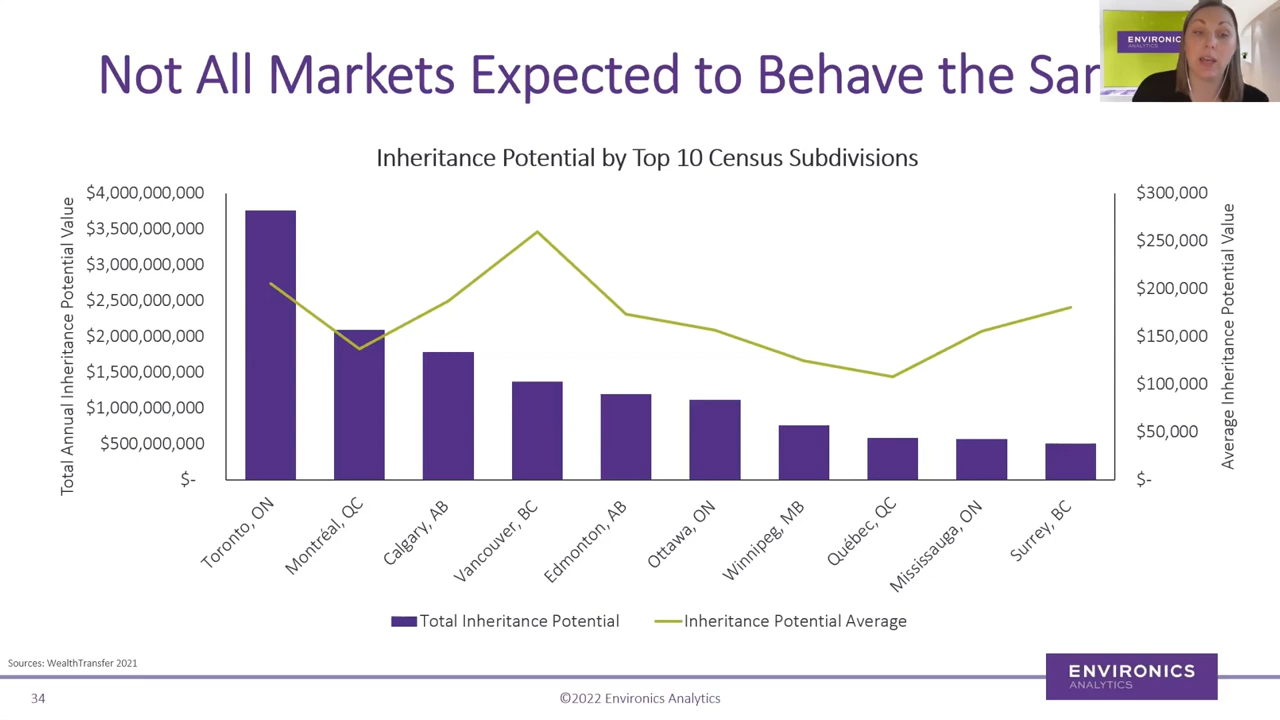 Not All Markets Expected to Behave the
ENVIRONICS
ANALYTICS
Inheritance Potential by Top 10 Census Subdivisions
Total Annual Inheritance Potential Value
$4,000,000,000
$3,500,000,000
$3,000,000,000
$2,500,000,000
$2,000,000,000
$1,500,000,000
$1,000,000,000
$500,000,000
$-
$300,000
$250,000
$200,000
$150,000
$100,000
$50,000
$-
Average Inheritance Potential Value
Toronto, ON
Montréal, QC
Calgary, AB
Vancouver, BC
Edmonton, AB
Ottawa, ON
Winnipeg, MB
Québec, QC
Mississauga, ON
Surrey, BC
Total Inheritance Potential
Inheritance Potential Average
Sources: WealthTransfer 2021
34
©2022 Environics Analytics
ENVIRONICS
ANALYTICS